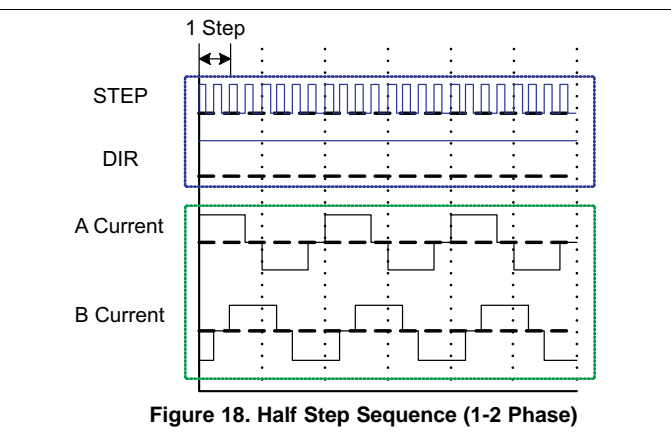 1 Step
STEP
DIR
A Current
B Current
Figure 18. Half Step Sequence (1-2 Phase)